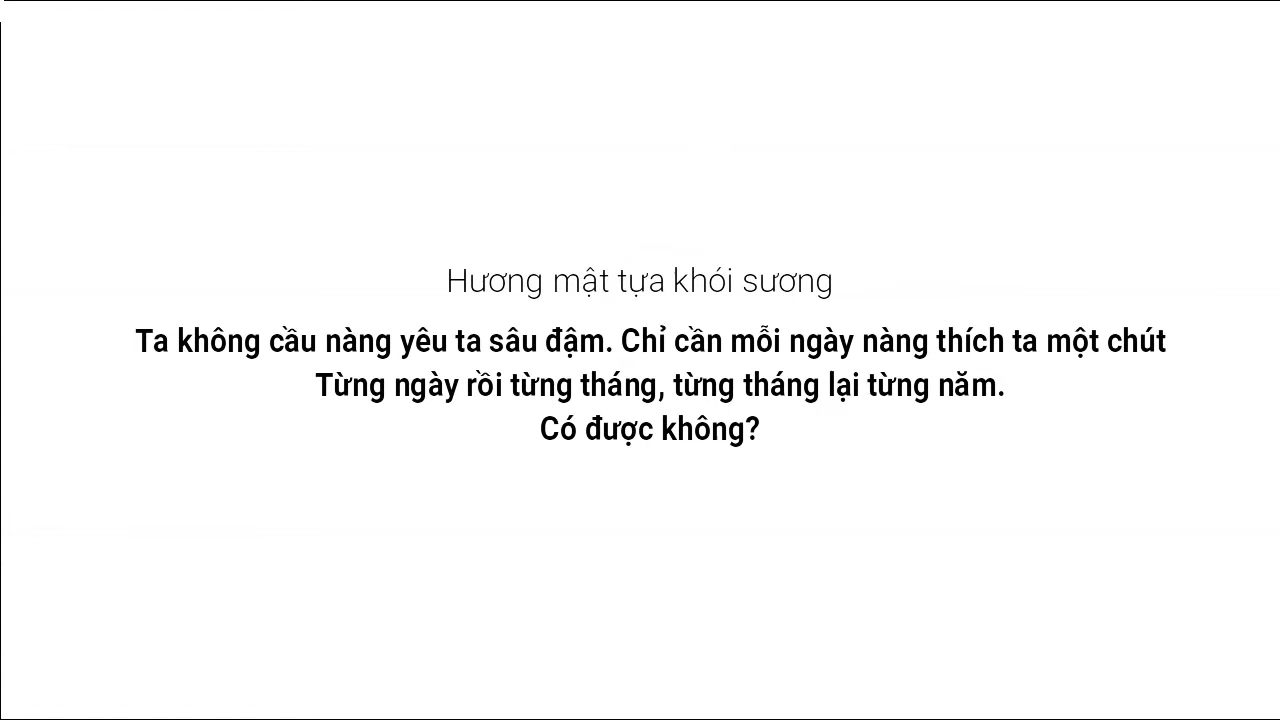 Hương mật tựa khói sương
Ta không cầu nàng yêu ta sâu đậm. Chỉ cần mỗi ngày nàng thích ta một chút
Từng ngày rồi từng tháng, từng tháng lại từng năm.
Có được không?